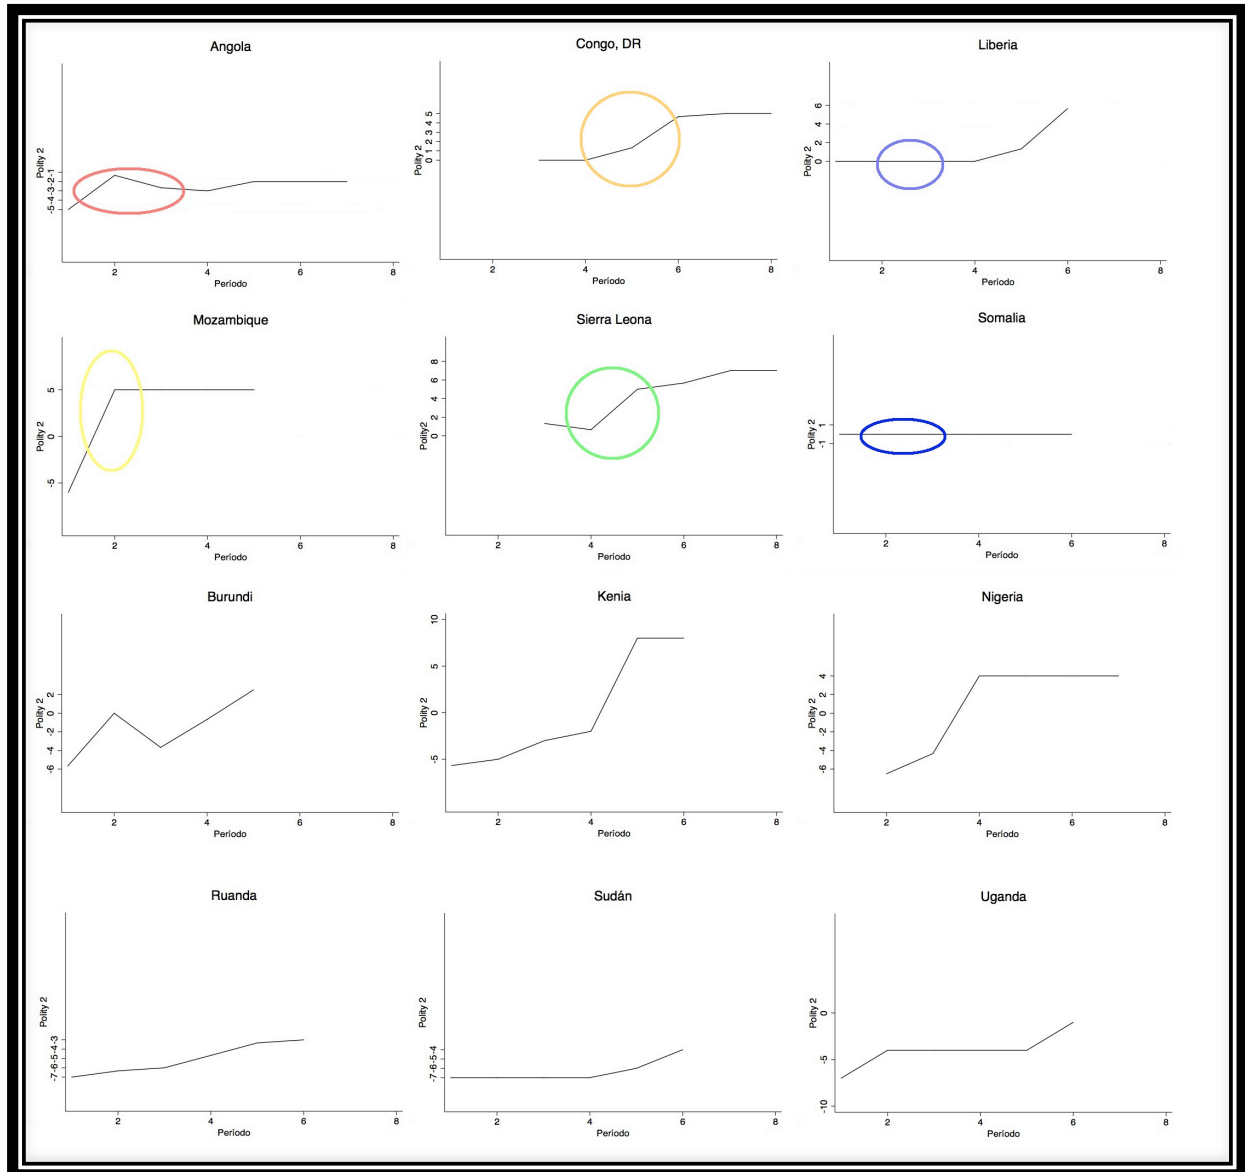 Angola
Polity 2
-5-4-3-2-1
2 4 6 8
Período
Congo, DR
Polity 2
0 1 2 3 4 5
2 4 6 8
Período
Liberia
Polity 2
0 2 4 6
2 4 6 8
Período
Mozambique
Polity 2
-5 0 5
2 4 6 8
Período
Sierra Leona
Polity2
0 2 4 6 8
2 4 6 8
Período
Somalia
Polity 2
-1 1
2 4 6 8
Período
Burundi
Polity 2
-6 -4 -2 0 2
2 4 6 8
Período
Kenia
Polity 2
-5 0 5 10
2 4 6 8
Período
Nigeria
Polity 2
-6 -4 -2 0 2 4
2 4 6 8
Período
Ruanda
Polity 2
-7-6-5-4-3
2 4 6 8
Período
Sudán
Polity 2
-7-6-5-4
2 4 6 8
Período
Uganda
Polity 2
-10 -5 0
2 4 6 8
Período